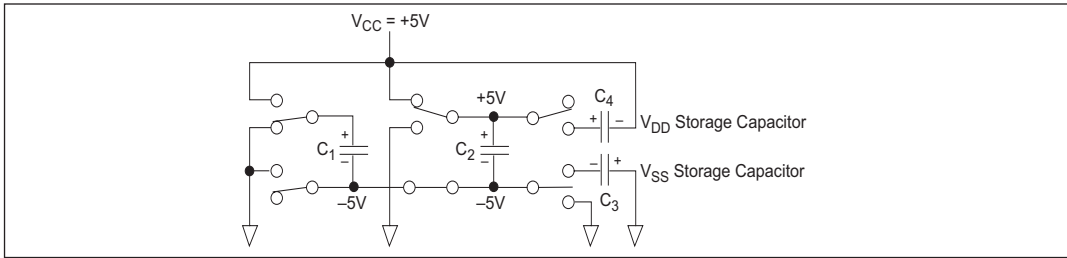 V_CC = +5V
+5V
C_4
+ –
V_DD Storage Capacitor
+
C_1
–
+
C_2
–
– +
V_SS Storage Capacitor
C_3
–5V
–5V